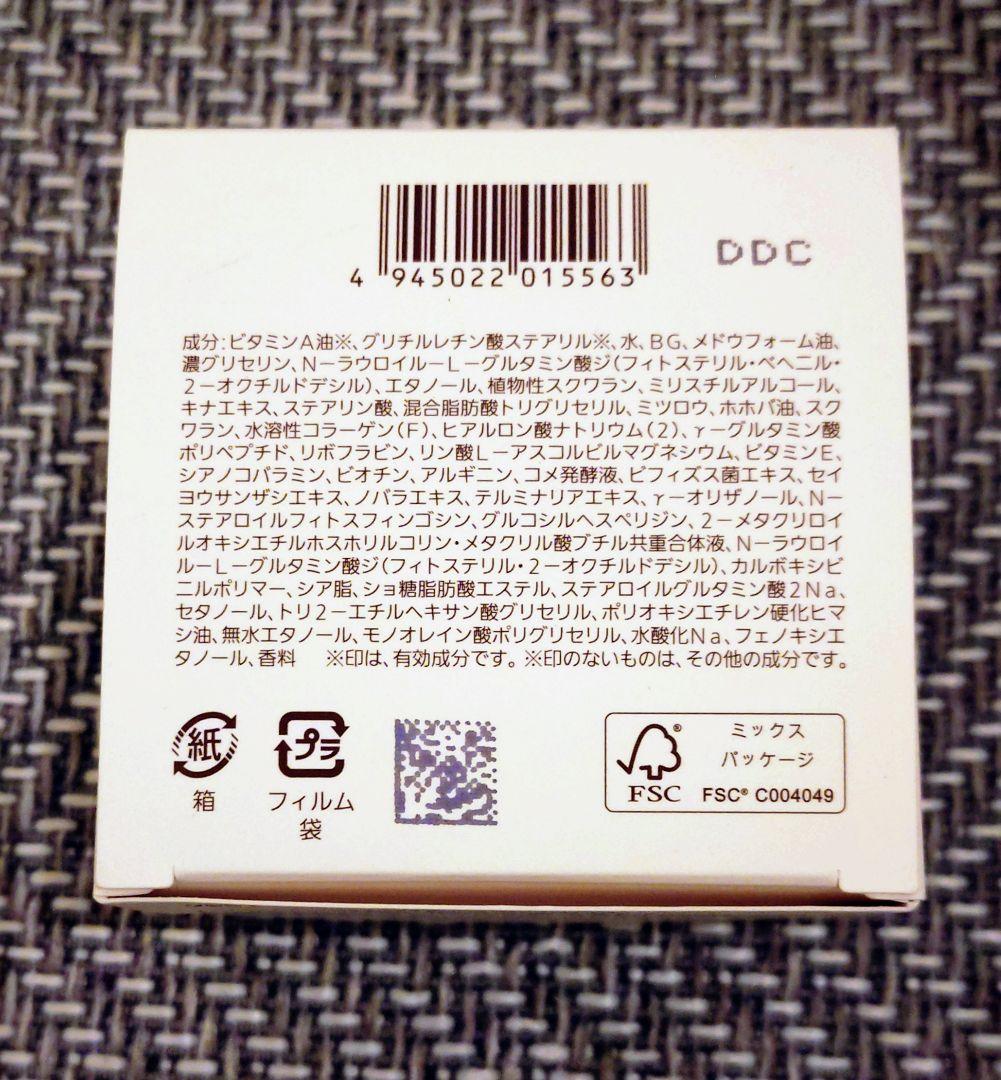 4 945022 015563
DDC
成分:ビタミンA油※、グリチルレチン酸ステアリル※、水、BG、メドウフォーム油、
濃グリセリン、N-ラウロイル-L-グルタミン酸ジ(フィトステリル・ベヘニル・
2-オクチルドデシル)、エタノール、植物性スクワラン、ミリスチルアルコール、
キナエキス、ステアリン酸、混合脂肪酸トリグリセリル、ミツロウ、ホホバ油、スク
ワラン、水溶性コラーゲン(F)、ヒアルロン酸ナトリウム(2)、γ-グルタミン酸
ポリペプチド、リボフラビン、リン酸L-アスコルビルマグネシウム、ビタミンE、
シアノコバラミン、ビオチン、アルギニン、コメ発酵液、ビフィズス菌エキス、セイ
ヨウサンザシエキス、ノバラエキス、テルミナリアエキス、γ-オリザノール、N-
ステアロイルフィトスフィンゴシン、グルコシルヘスペリジン、2-メタクリロイ
ルオキシエチルホスホリルコリン・メタクリル酸ブチル共重合体液、N-ラウロイ
ル-L-グルタミン酸ジ(フィトステリル・2-オクチルドデシル)、カルボキシビ
ニルポリマー、シア脂、ショ糖脂肪酸エステル、ステアロイルグルタミン酸2Na、
セタノール、トリ2-エチルヘキサン酸グリセリル、ポリオキシエチレン硬化ヒマ
シ油、無水エタノール、モノオレイン酸ポリグリセリル、水酸化Na、フェノキシエ
タノール、香料 ※印は、有効成分です。※印のないものは、その他の成分です。
紙
箱
プラ
フィルム
袋
FSC®
ミックス
パッケージ
FSC® C004049